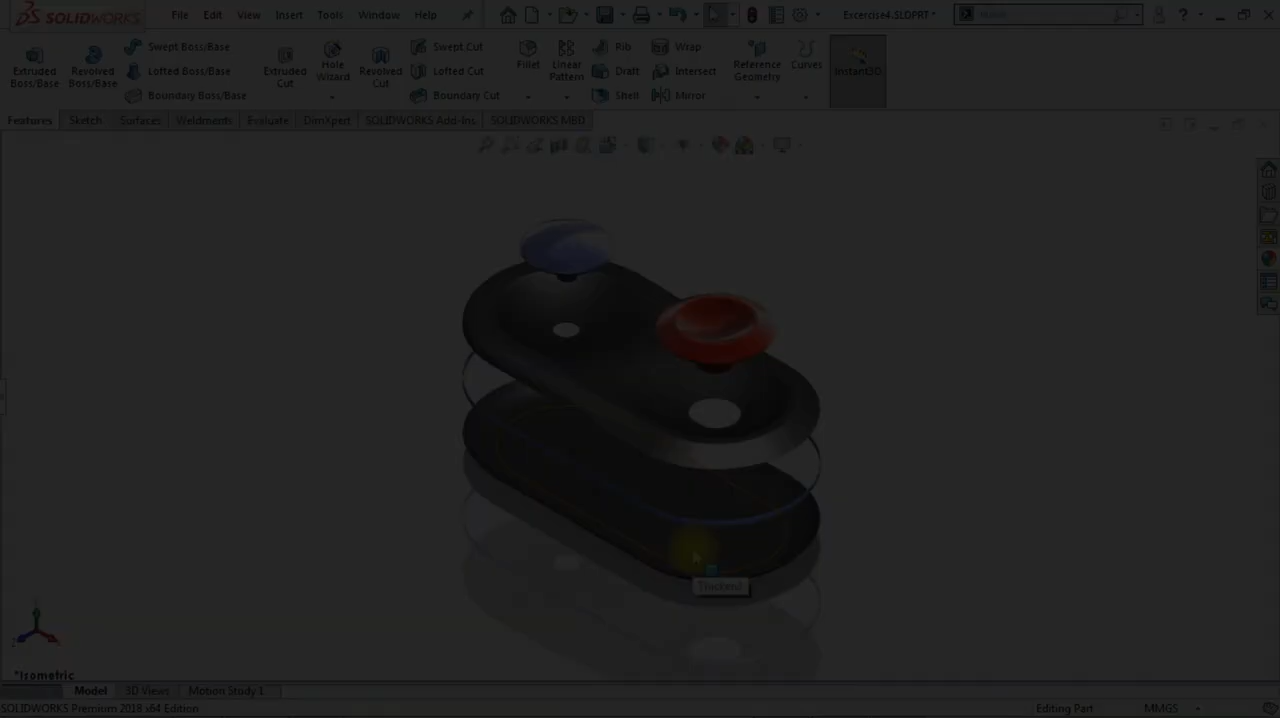 SOLIDWORKS File Edit View Insert Tools Window Help Exercise4.SLDPRT *
Extruded Boss/Base
Revolved Boss/Base
Swept Boss/Base
Lofted Boss/Base
Boundary Boss/Base
Extruded Cut
Hole Wizard
Revolved Cut
Swept Cut
Lofted Cut
Boundary Cut
Fillet
Linear Pattern
Rib
Draft
Shell
Wrap
Intersect
Mirror
Reference Geometry
Curves
Instant3D
Features Sketch Surfaces Weldments Evaluate DimXpert SOLIDWORKS Add-Ins SOLIDWORKS MBD
*Isometric
Model 3D Views Motion Study 1
SOLIDWORKS Premium 2018 x64 Edition Editing Part MMGS